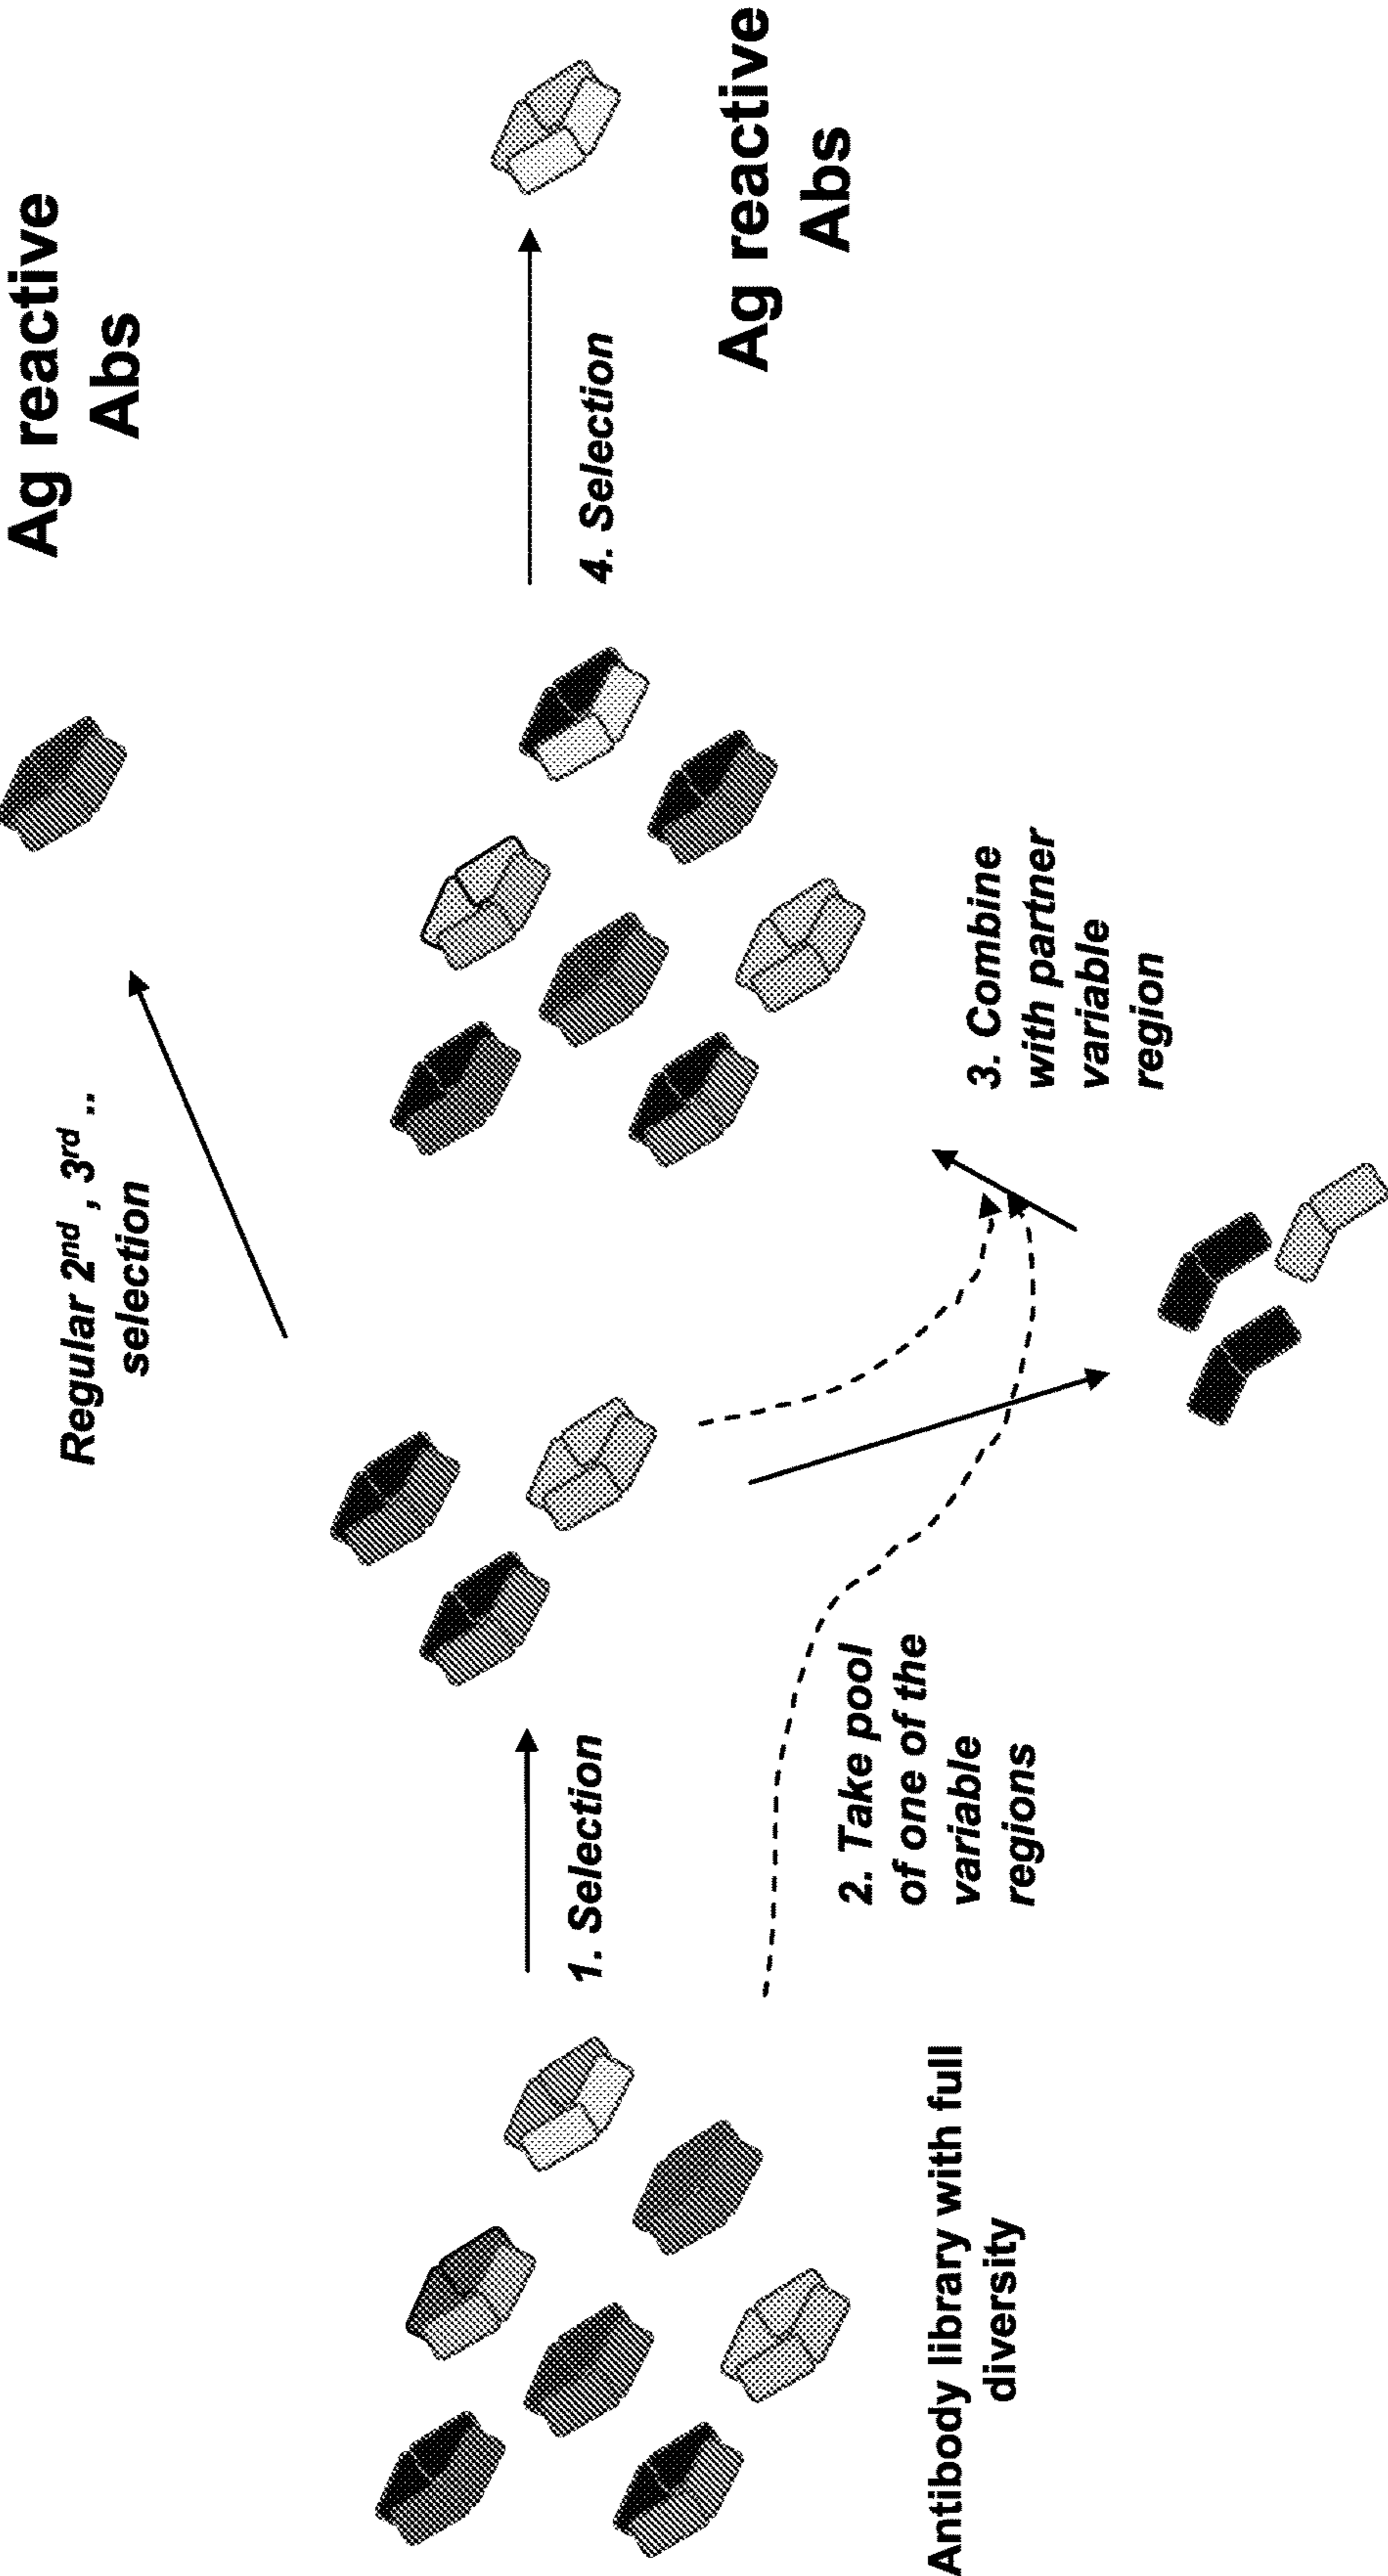 Antibody library with full
diversity
1. Selection
2. Take pool
of one of the
variable
regions
Regular 2nd , 3rd ..
selection
Ag reactive
Abs
3. Combine
with partner
variable
region
4. Selection
Ag reactive
Abs